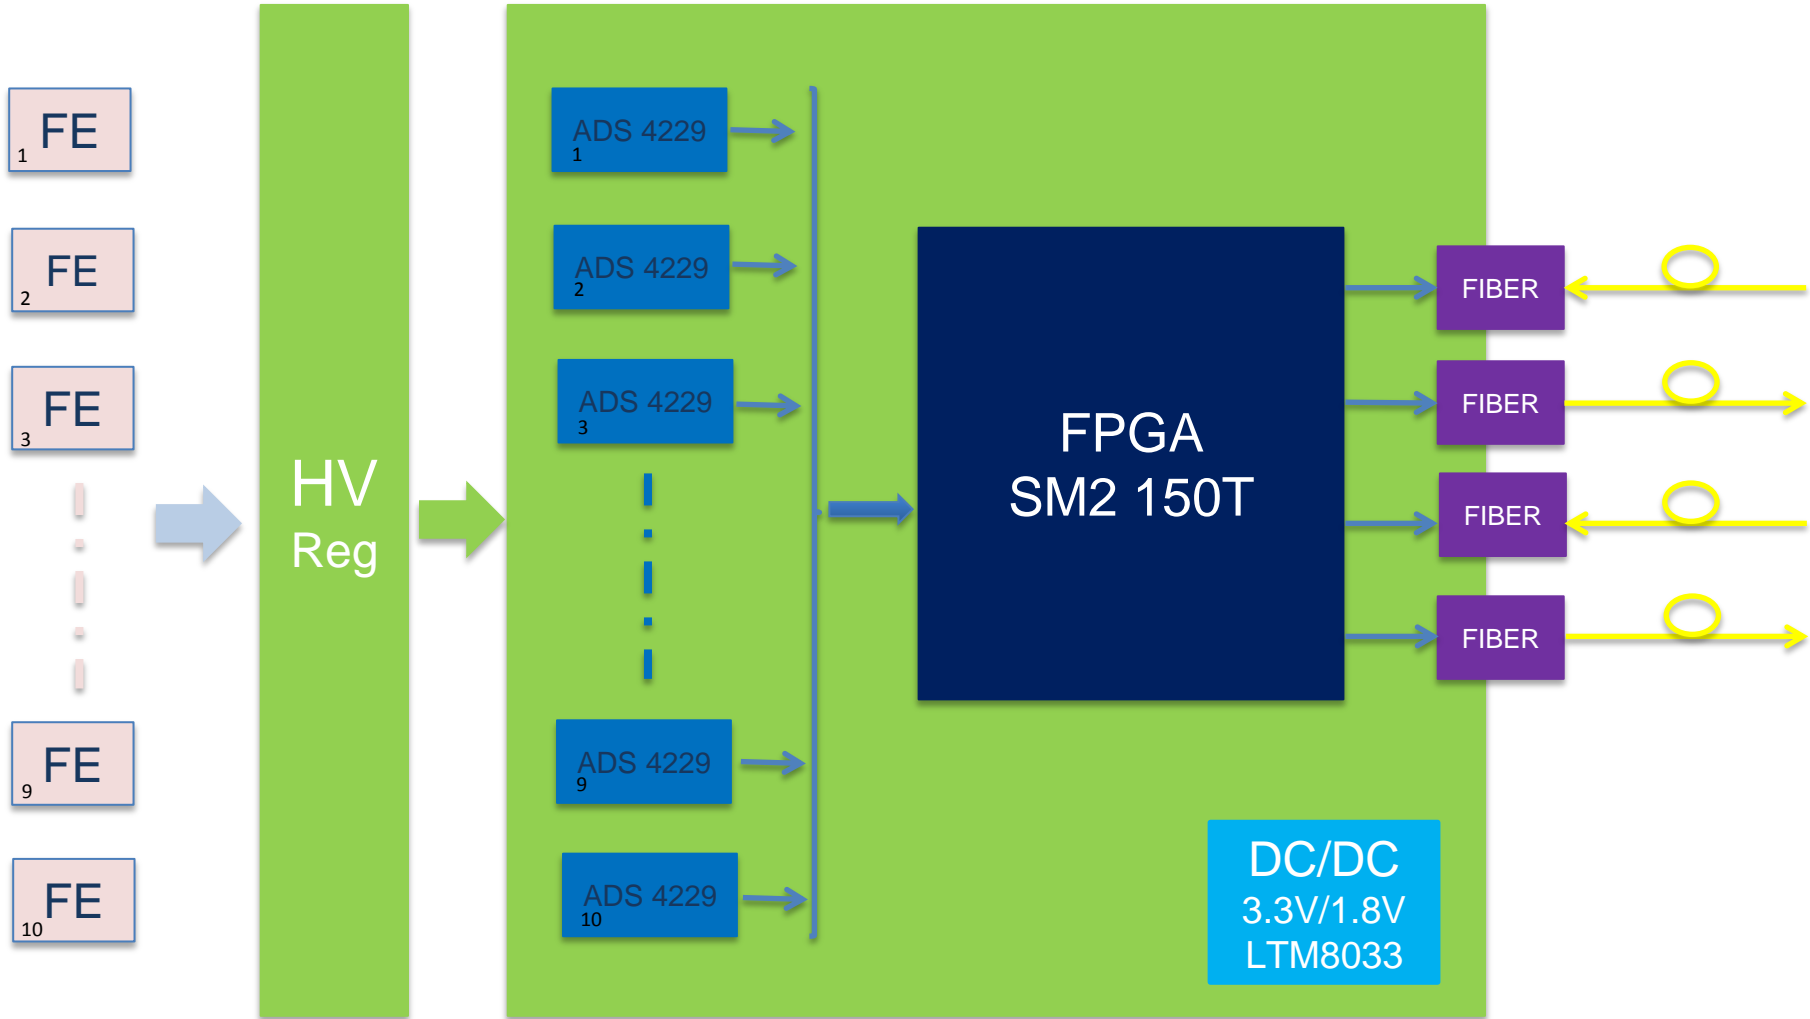 FE
1
FE
2
FE
3
FE
9
FE
10
HV
Reg
ADS 4229
1
ADS 4229
2
ADS 4229
3
ADS 4229
9
ADS 4229
10
FPGA
SM2 150T
FIBER
FIBER
FIBER
FIBER
DC/DC
3.3V/1.8V
LTM8033